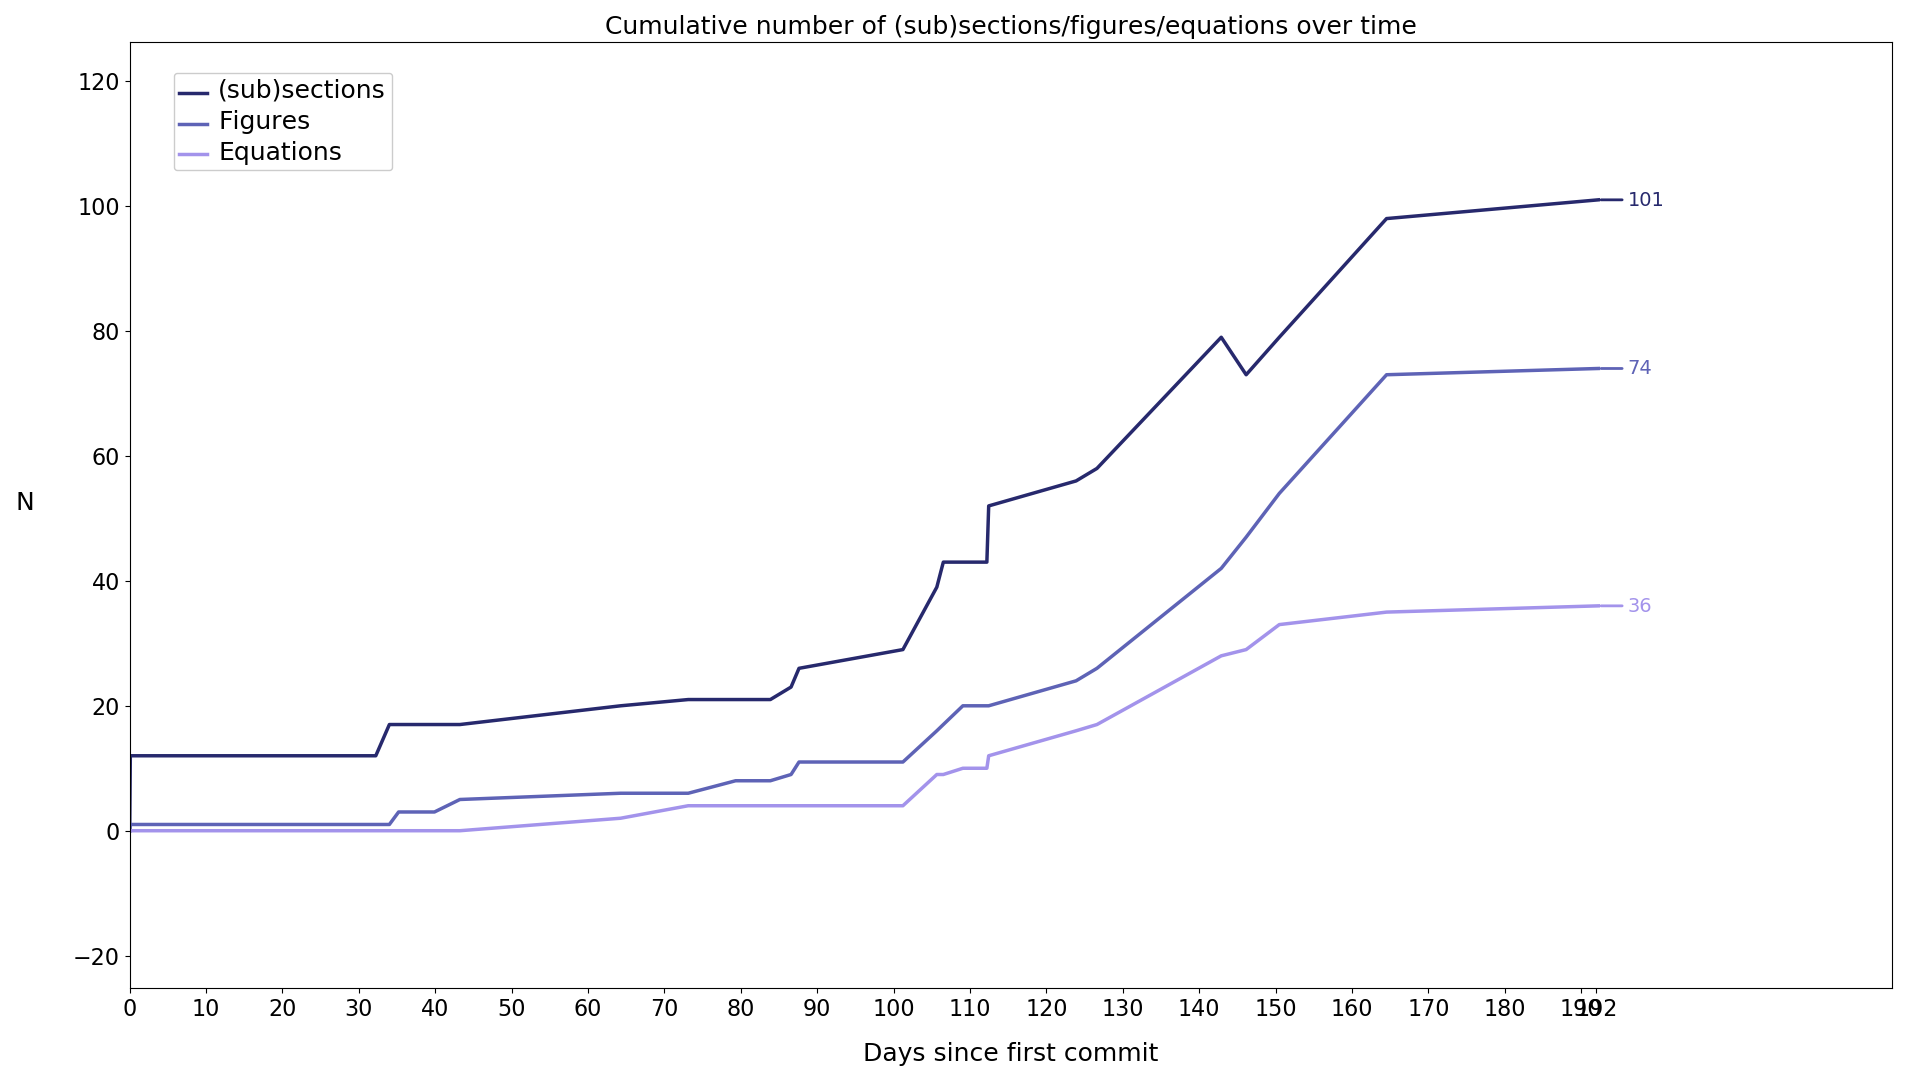 Cumulative number of (sub)sections/figures/equations over time
(sub)sections
Figures
Equations
120
100
80
60
40
20
0
−20
N
101
74
36
0 10 20 30 40 50 60 70 80 90 100 110 120 130 140 150 160 170 180 190 192
Days since first commit